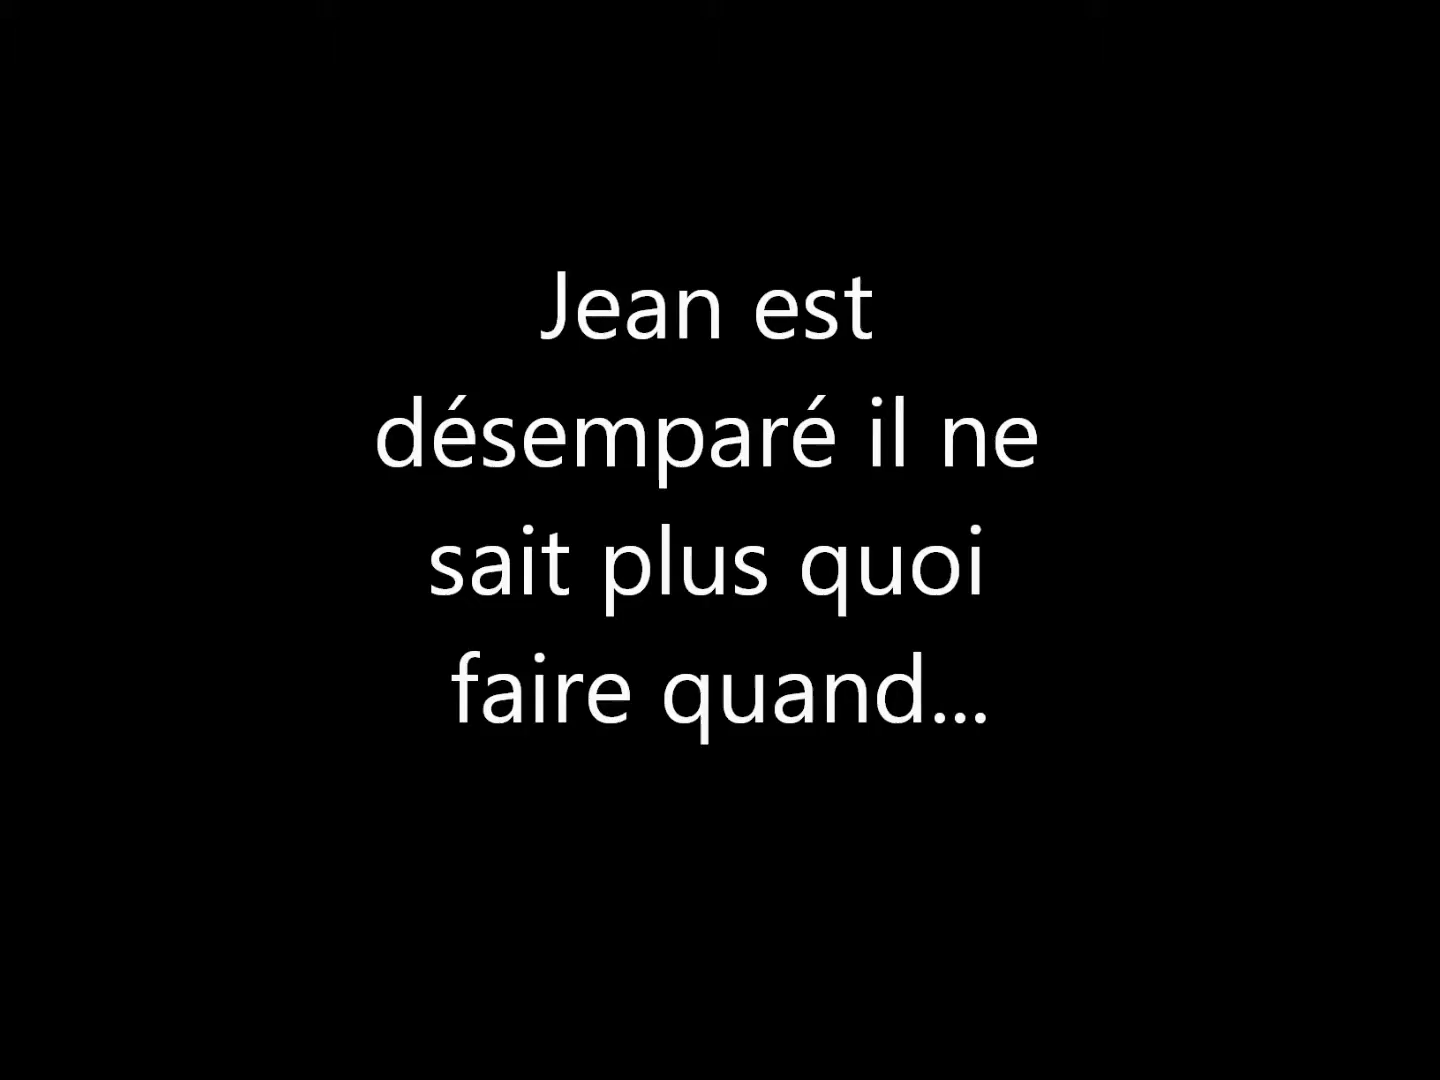 Jean est
désemparé il ne
sait plus quoi
faire quand...